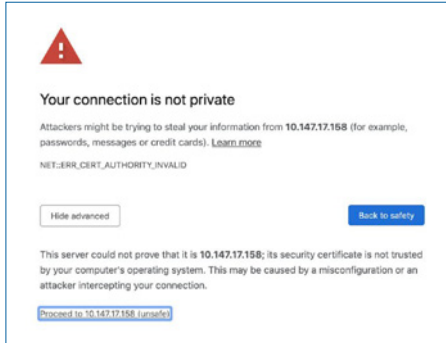 Your connection is not private
Attackers might be trying to steal your information from 10.147.17.158 (for example,
passwords, messages or credit cards). Learn more
NET::ERR_CERT_AUTHORITY_INVALID
Hide advanced
Back to safety
This server could not prove that it is 10.147.17.158; its security certificate is not trusted
by your computer's operating system. This may be caused by a misconfiguration or an
attacker intercepting your connection.
Proceed to 10.147.17.158 (unsafe)